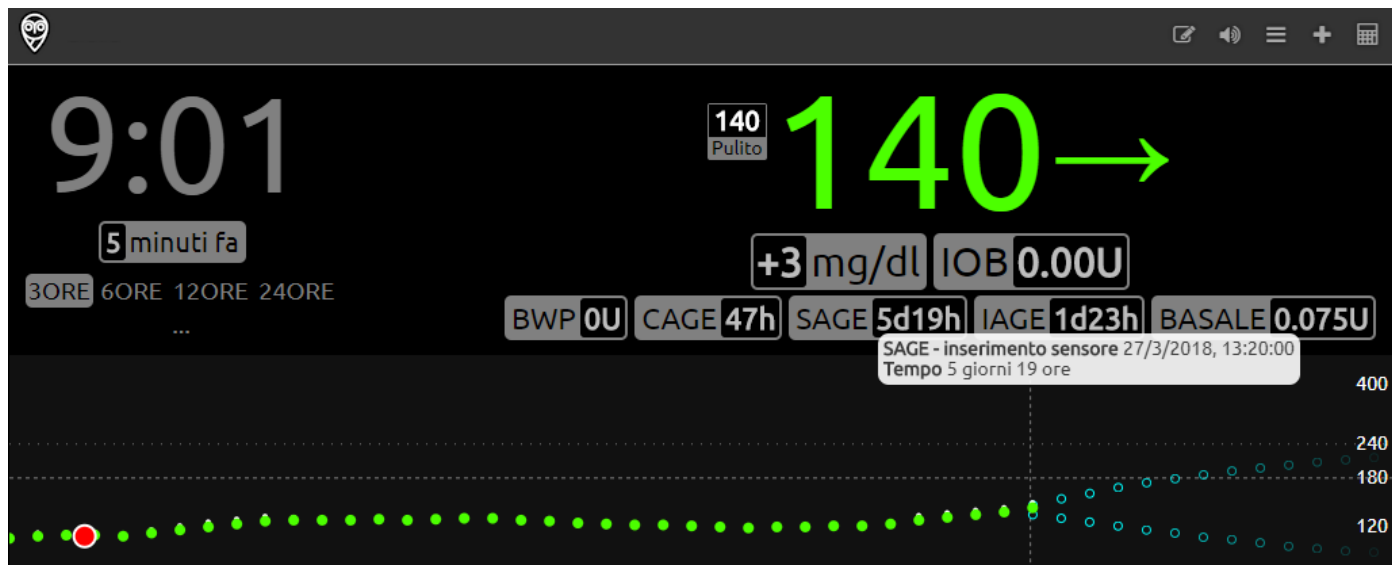 9:01
140
Pulito
140→
5 minuti fa
+3 mg/dl IOB 0.00U
3ORE 6ORE 12ORE 24ORE
...
BWP 0U CAGE 47h SAGE 5d19h IAGE 1d23h BASALE 0.075U
SAGE - inserimento sensore 27/3/2018, 13:20:00
Tempo 5 giorni 19 ore
400
240
180
120